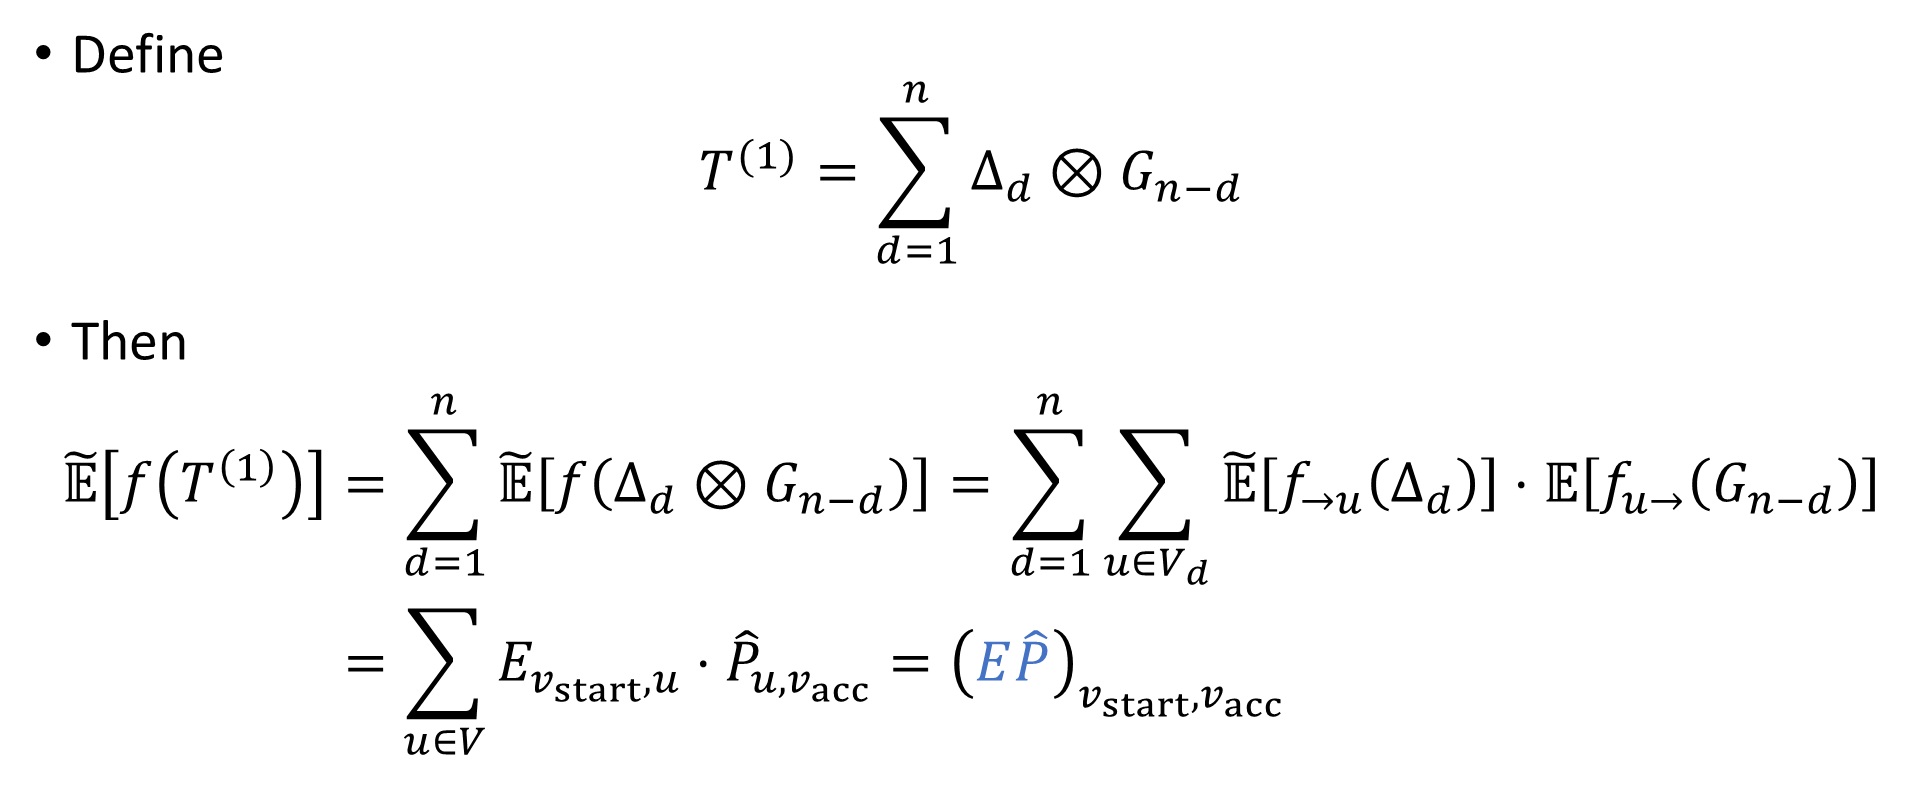 • Define
$T^{(1)} = \sum_{d=1}^{n} \Delta_d \otimes G_{n-d}$
• Then
$\widetilde{\mathbb{E}}[f(T^{(1)})] = \sum_{d=1}^{n} \widetilde{\mathbb{E}}[f(\Delta_d \otimes G_{n-d})] = \sum_{d=1}^{n} \sum_{u \in V_d} \widetilde{\mathbb{E}}[f_{\to u}(\Delta_d)] \cdot \mathbb{E}[f_{u \to}(G_{n-d})]$
$= \sum_{u \in V} E_{v_{\text{start}},u} \cdot \hat{P}_{u,v_{\text{acc}}} = (E\hat{P})_{v_{\text{start}},v_{\text{acc}}}$